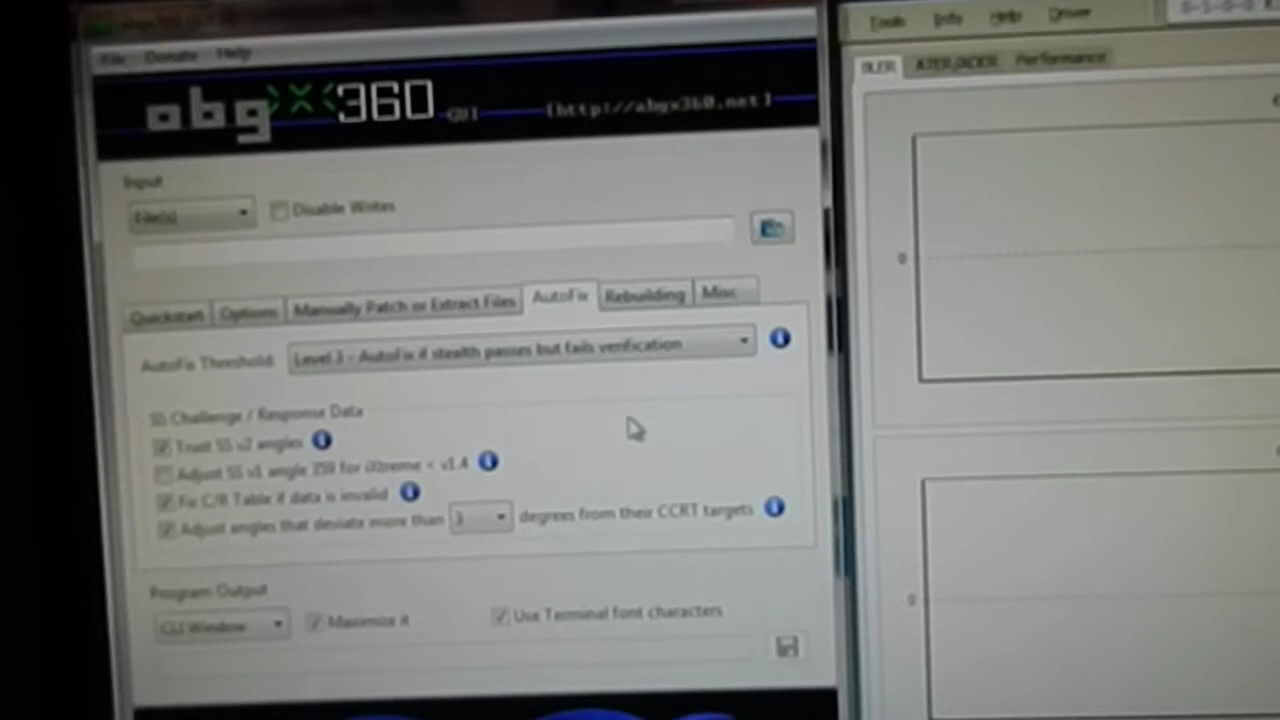 File Donate Help
abgx360 GUI [http://abgx360.net]
Input
File(s) Disable Writes
Quickstart Options Manually Patch or Extract Files AutoFix Rebuilding Misc
AutoFix Threshold: Level 3 - AutoFix if stealth passes but fails verification
SS Challenge / Response Data
Trust SS v2 angles
Adjust SS v1 angle 359 for iXtreme < v1.4
Fix C/R Table if data is invalid
Adjust angles that deviate more than 3 degrees from their CCRT targets
Program Output
CLI Window Maximize it Use Terminal font characters
Tools Info Help Driver
BLER Performance
0
0